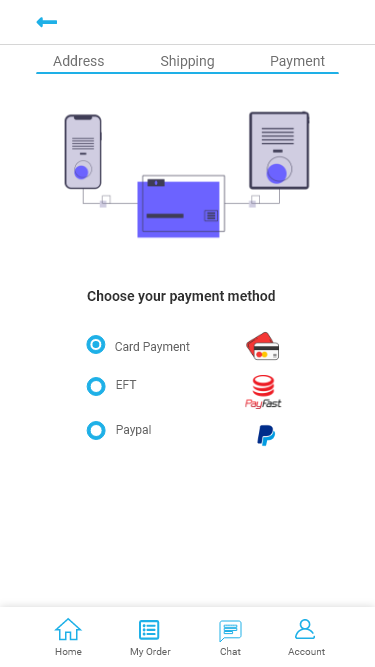 Address Shipping Payment
Choose your payment method
Card Payment
EFT
PayFast
Paypal
Home My Order Chat Account